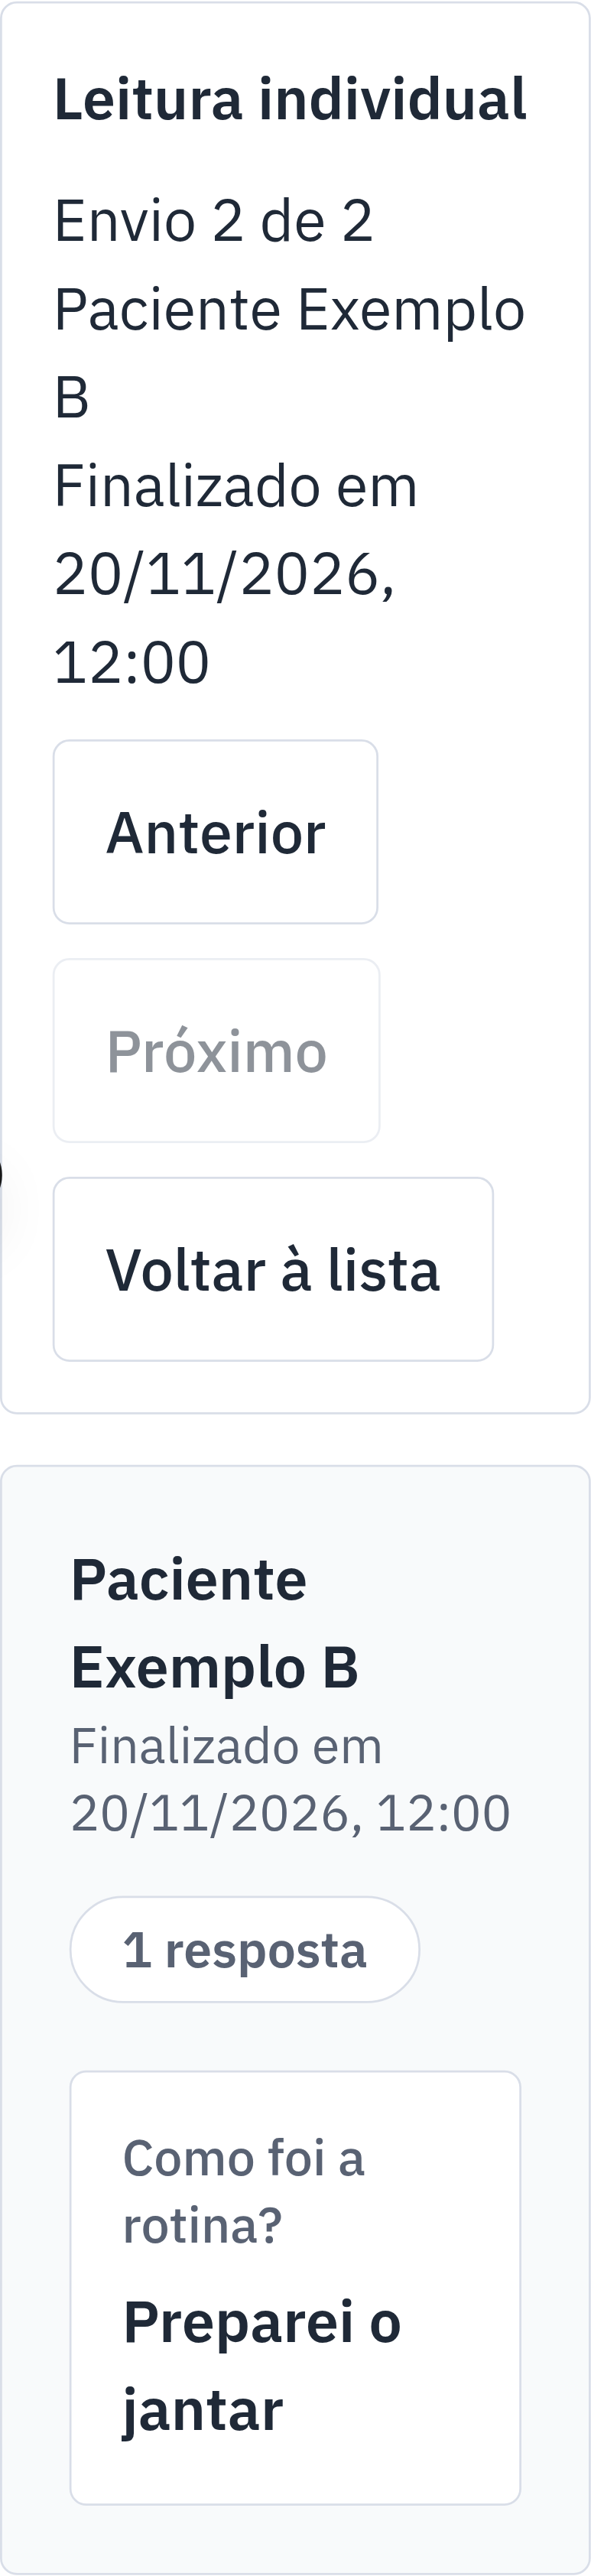 Leitura individual
Envio 2 de 2
Paciente Exemplo
B
Finalizado em
20/11/2026,
12:00
Anterior
Próximo
Voltar à lista
Paciente
Exemplo B
Finalizado em
20/11/2026, 12:00
1 resposta
Como foi a
rotina?
Preparei o
jantar